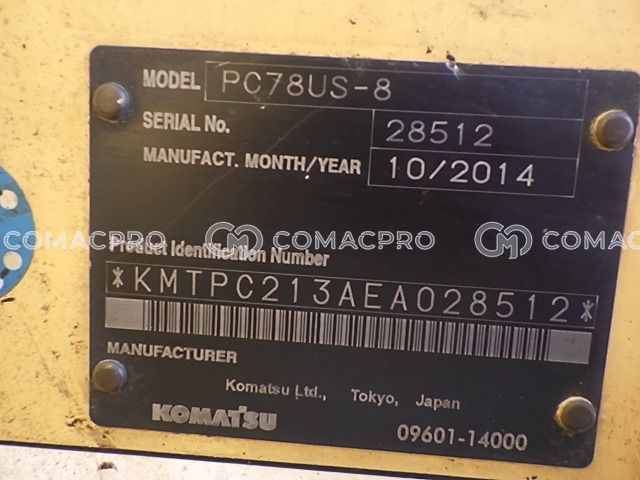 MODEL PC78US-8
SERIAL No. 28512
MANUFACT. MONTH/YEAR 10/2014
COMACPRO COMACPRO COMACPRO
Product Identification Number
*KMTPC213AEA028512*
MANUFACTURER
Komatsu Ltd., Tokyo, Japan
KOMATSU
09601-14000